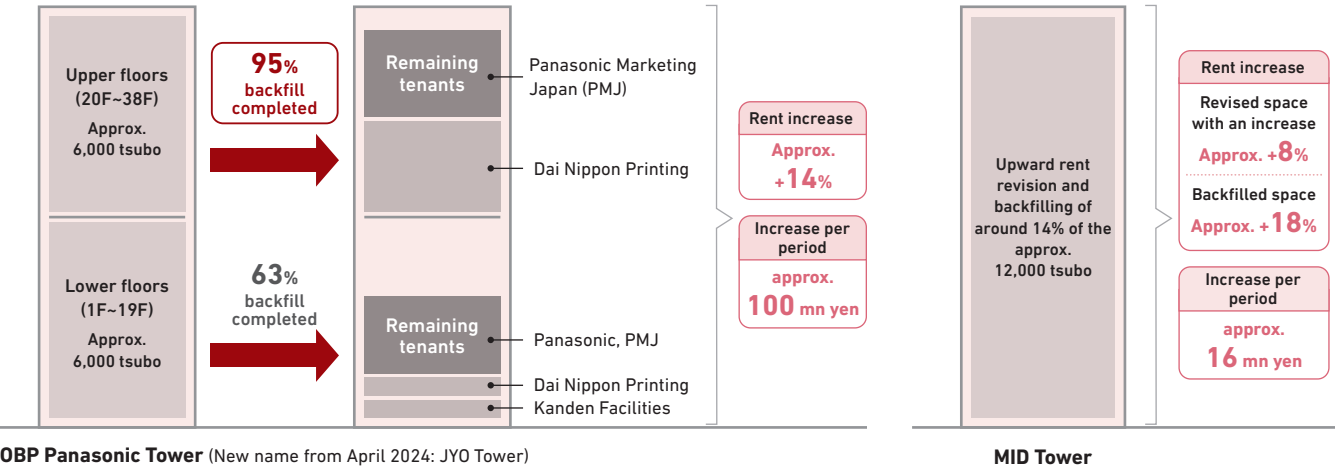 Upper floors
(20F~38F)
Approx.
6,000 tsubo
Lower floors
(1F~19F)
Approx.
6,000 tsubo
95%
backfill
completed
63%
backfill
completed
Remaining
tenants
Remaining
tenants
Panasonic Marketing
Japan (PMJ)
Dai Nippon Printing
Panasonic, PMJ
Dai Nippon Printing
Kanden Facilities
Rent increase
Approx.
+14%
Increase per
period
approx.
100 mn yen
OBP Panasonic Tower (New name from April 2024: JYO Tower)
Upward rent
revision and
backfilling of
around 14% of the
approx.
12,000 tsubo
Rent increase
Revised space
with an increase
Approx. +8%
Backfilled space
Approx. +18%
Increase per
period
approx.
16 mn yen
MID Tower